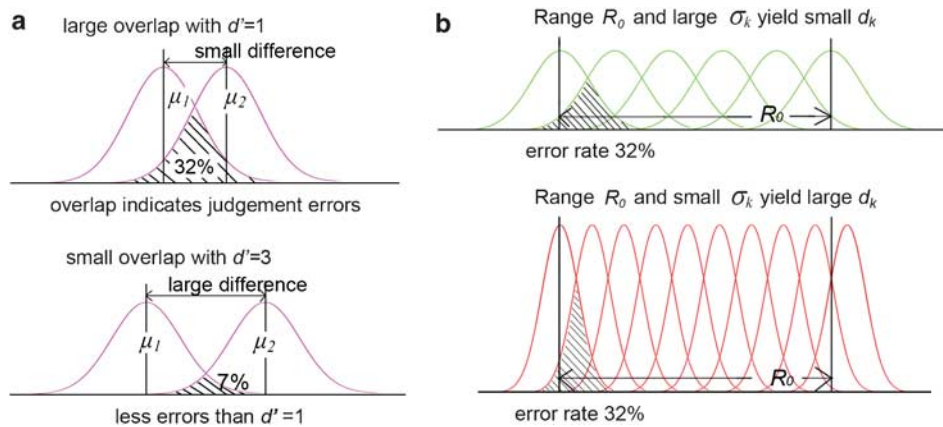 a
large overlap with d'=1
small difference
μ1
μ2
32%
overlap indicates judgement errors
small overlap with d'=3
large difference
μ1
μ2
7%
less errors than d'=1
b
Range R0 and large σk yield small dk
R0
error rate 32%
Range R0 and small σk yield large dk
R0
error rate 32%